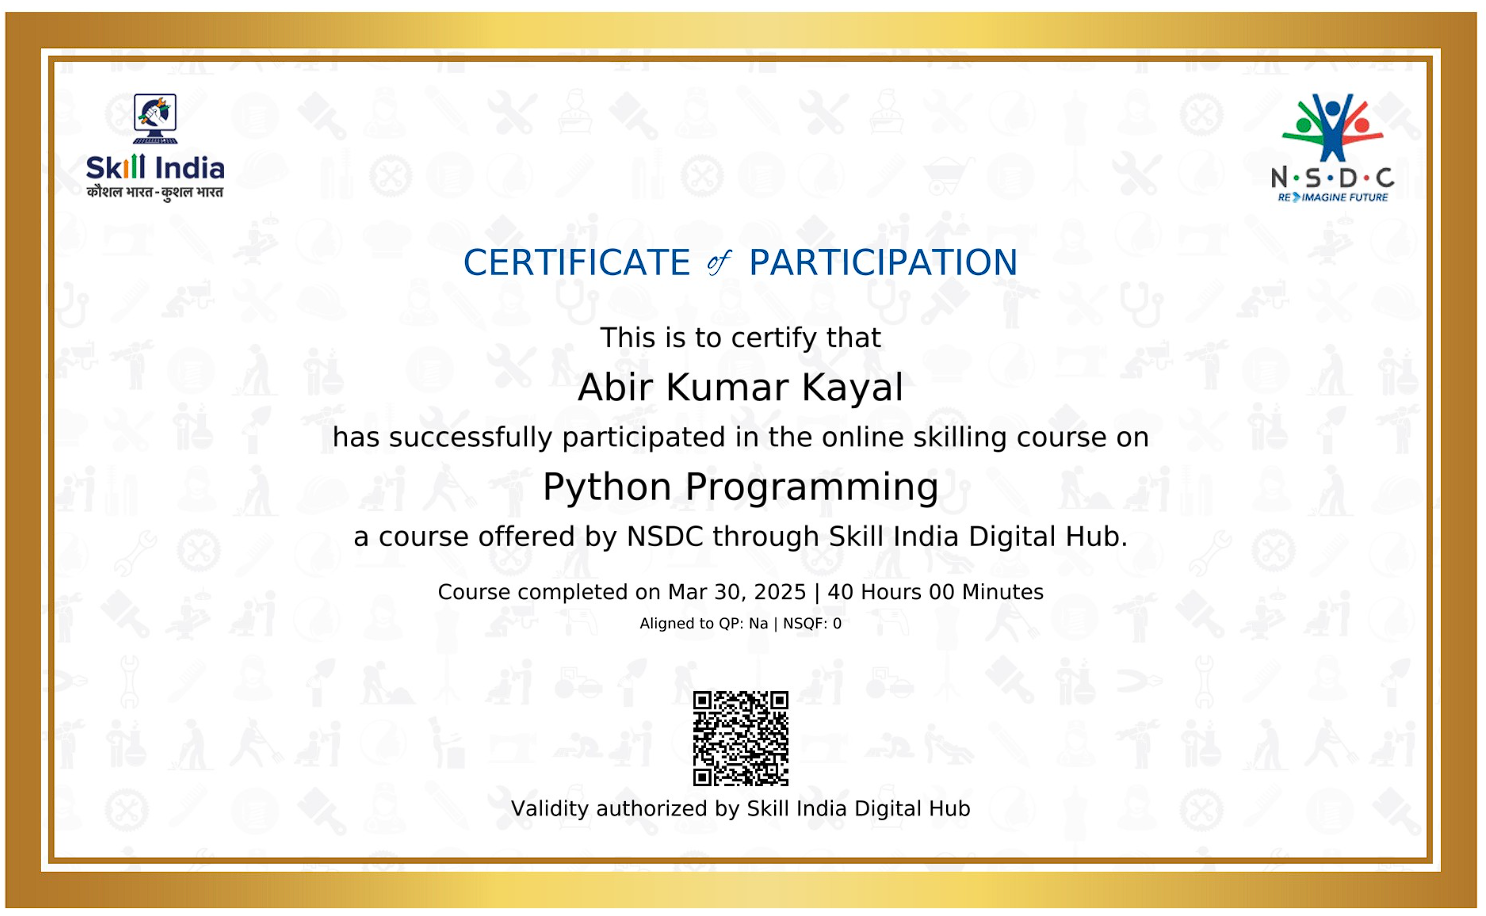 Skill India
कौशल भारत - कुशल भारत
N·S·D·C
RE IMAGINE FUTURE
CERTIFICATE of PARTICIPATION
This is to certify that
Abir Kumar Kayal
has successfully participated in the online skilling course on
Python Programming
a course offered by NSDC through Skill India Digital Hub.
Course completed on Mar 30, 2025 | 40 Hours 00 Minutes
Aligned to QP: Na | NSQF: 0
Validity authorized by Skill India Digital Hub